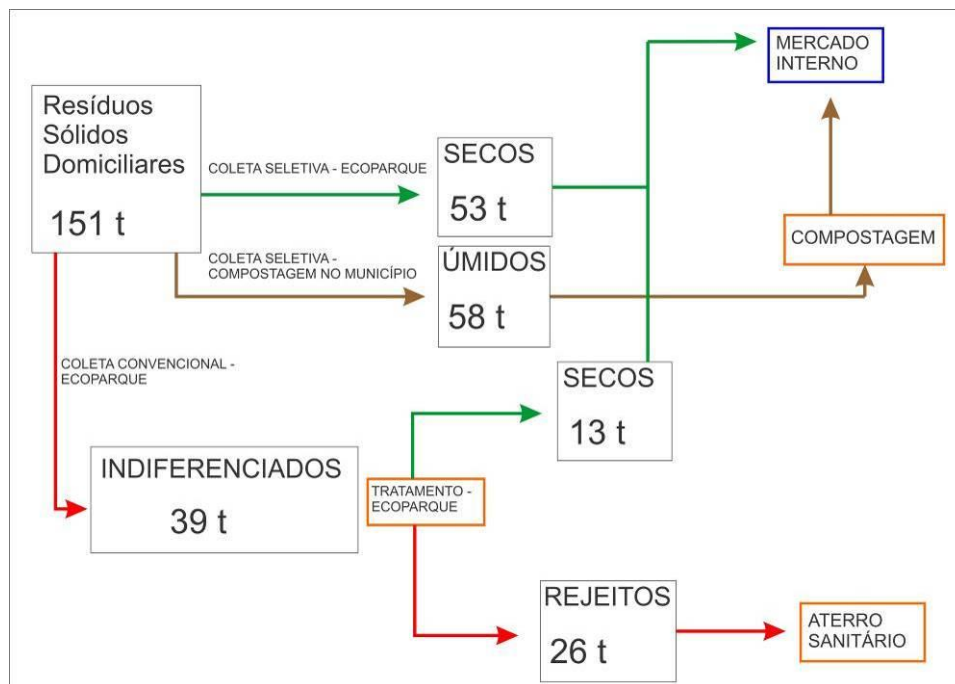 MERCADO
INTERNO
Resíduos
Sólidos
Domiciliares
151 t
COLETA SELETIVA - ECOPARQUE
SECOS
53 t
COLETA SELETIVA -
COMPOSTAGEM NO MUNICÍPIO
ÚMIDOS
58 t
COMPOSTAGEM
COLETA CONVENCIONAL -
ECOPARQUE
SECOS
13 t
INDIFERENCIADOS
39 t
TRATAMENTO -
ECOPARQUE
REJEITOS
26 t
ATERRO
SANITÁRIO